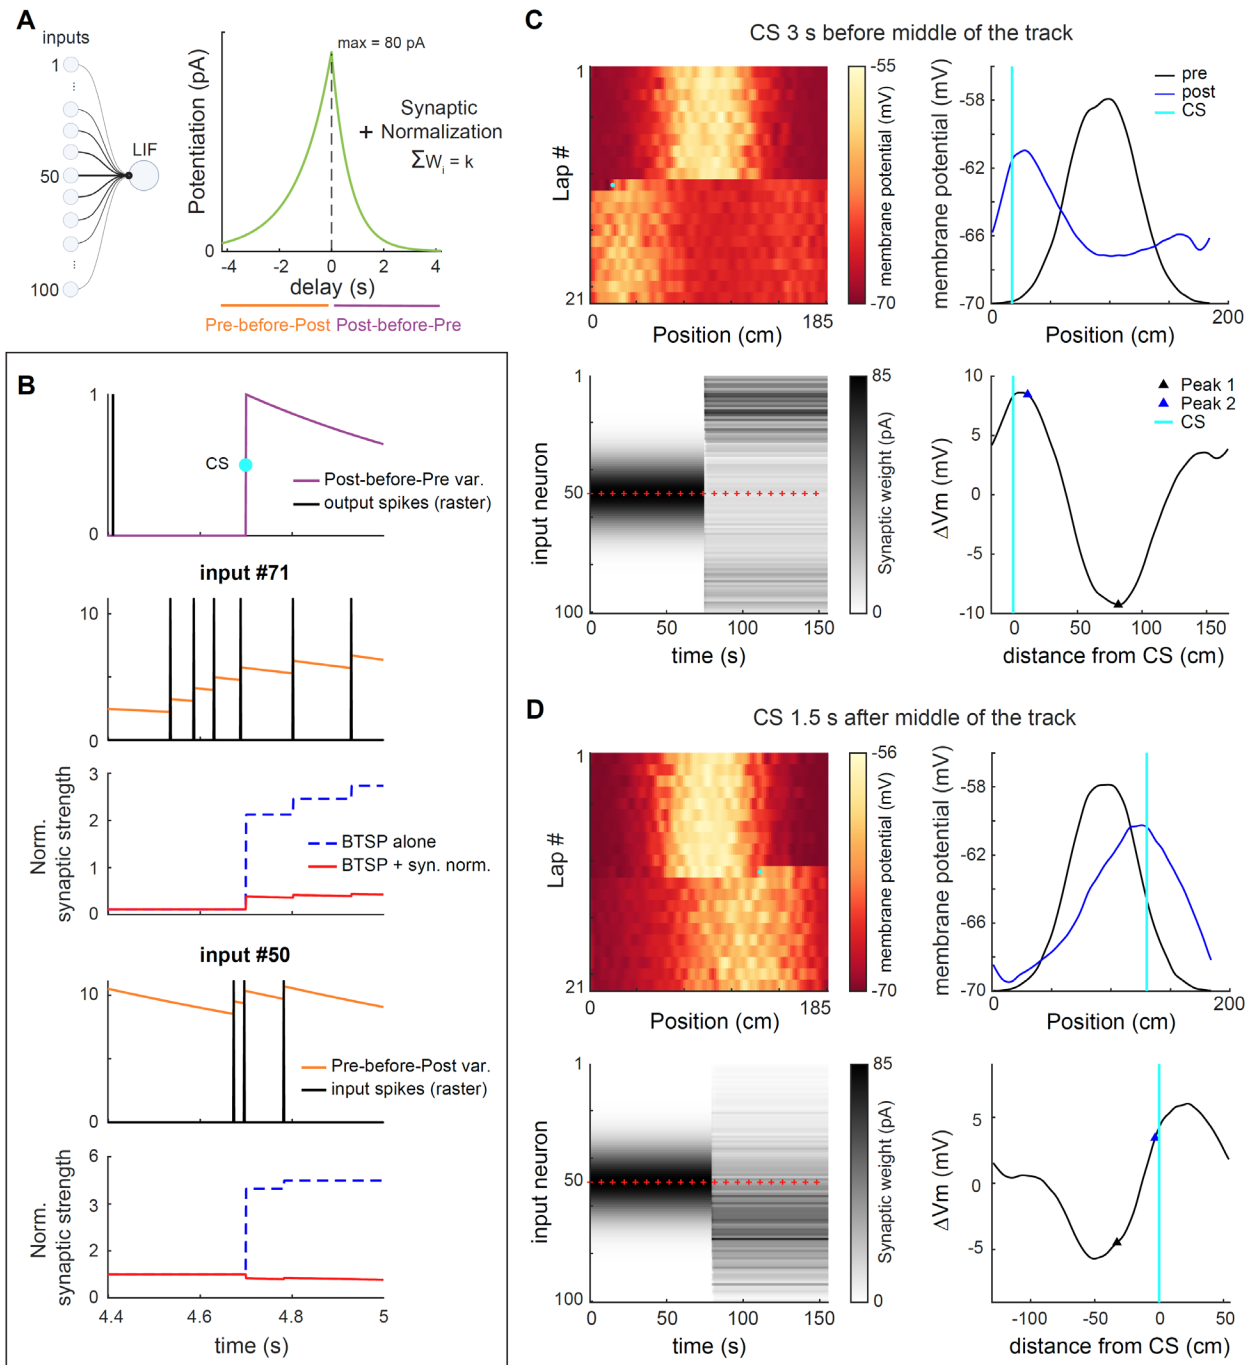 A
inputs
1
50
100
LIF
Potentiation (pA)
max = 80 pA
Synaptic
+ Normalization
ΣWi = k
0
-4 -2 0 2 4
delay (s)
Pre-before-Post Post-before-Pre
B
1
CS
Post-before-Pre var.
output spikes (raster)
0
input #71
10
0
3
2
1
0
Norm.
synaptic strength
BTSP alone
BTSP + syn. norm.
input #50
10
0
Pre-before-Post var.
input spikes (raster)
6
3
2
0
Norm.
synaptic strength
4.4 4.6 4.8 5
time (s)
C
CS 3 s before middle of the track
1
Lap #
21
0 185
Position (cm)
-55
membrane potential (mV)
-70
membrane potential (mV)
-58
-62
-66
-70
pre
post
CS
0 200
Position (cm)
1
input neuron
50
100
0 50 100 150
time (s)
85
Synaptic weight (pA)
0
ΔVm (mV)
10
5
0
-5
-10
Peak 1
Peak 2
CS
0 50 100 150
distance from CS (cm)
D
CS 1.5 s after middle of the track
1
Lap #
21
0 185
Position (cm)
-56
membrane potential (mV)
-70
membrane potential (mV)
-58
-62
-66
-70
0 100 200
Position (cm)
1
input neuron
50
100
0 50 100 150
time (s)
85
Synaptic weight (pA)
0
ΔVm (mV)
5
0
-5
-100 -50 0 50
distance from CS (cm)